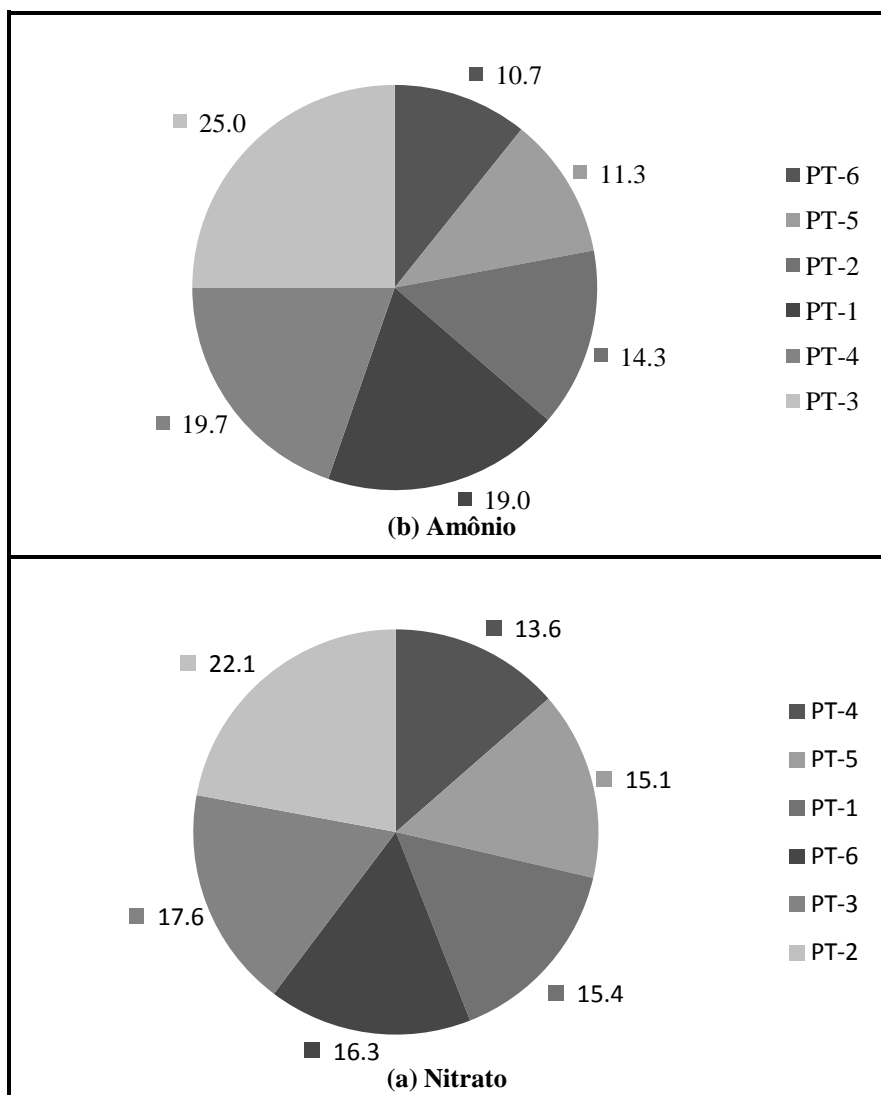 10.7
25.0
11.3
14.3
19.7
19.0
(b) Amônio
PT-6
PT-5
PT-2
PT-1
PT-4
PT-3
13.6
22.1
15.1
17.6
15.4
16.3
(a) Nitrato
PT-4
PT-5
PT-1
PT-6
PT-3
PT-2